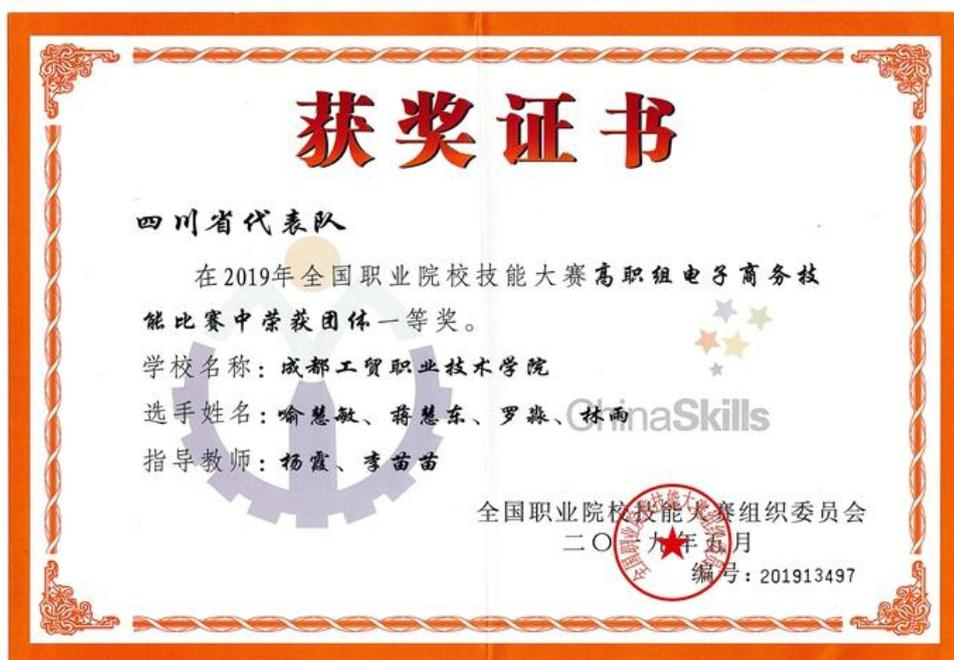 获奖证书
四川省代表队
在2019年全国职业院校技能大赛高职组电子商务技
能比赛中荣获团体一等奖。
学校名称：成都工贸职业技术学院
选手姓名：喻慧敏、蒋慧东、罗淼、林雨
ChinaSkills
指导教师：杨霞、李苗苗
全国职业院校技能大赛组织委员会
二〇一九年五月
编号：201913497